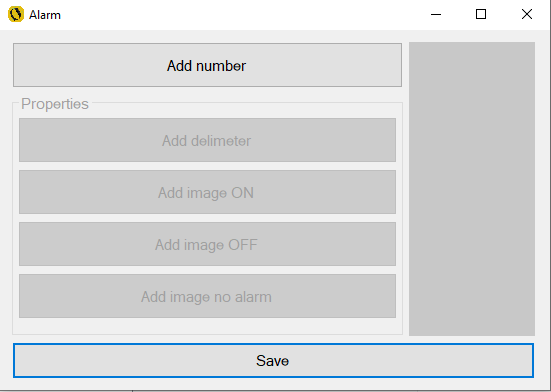 Alarm
Add number
Properties
Add delimeter
Add image ON
Add image OFF
Add image no alarm
Save